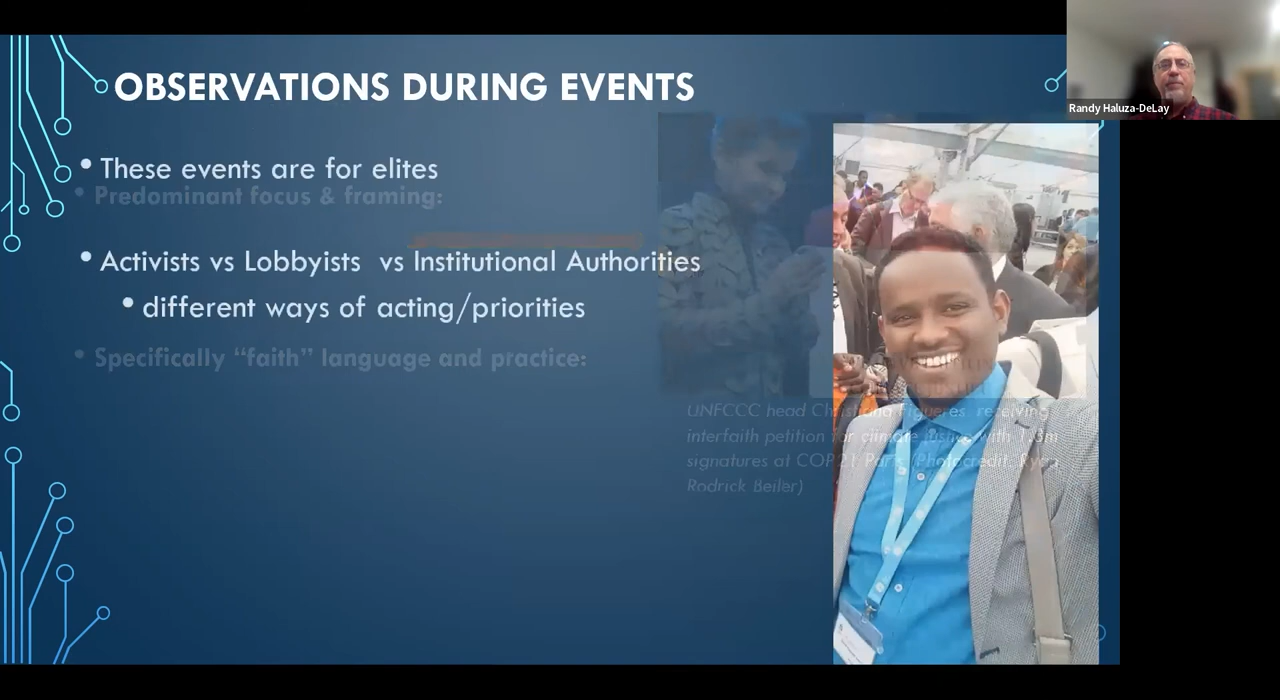 OBSERVATIONS DURING EVENTS
Randy Haluza-DeLay
• These events are for elites
• Predominant focus & framing:
• Activists vs Lobbyists vs Institutional Authorities
• different ways of acting/priorities
• Specifically “faith” language and practice:
UNFCCC head Christiana Figueres receiving
interfaith petition for climate justice with 1.8m
signatures at COP21 Paris (Photocredit: Ryan
Rodrick Beiler)